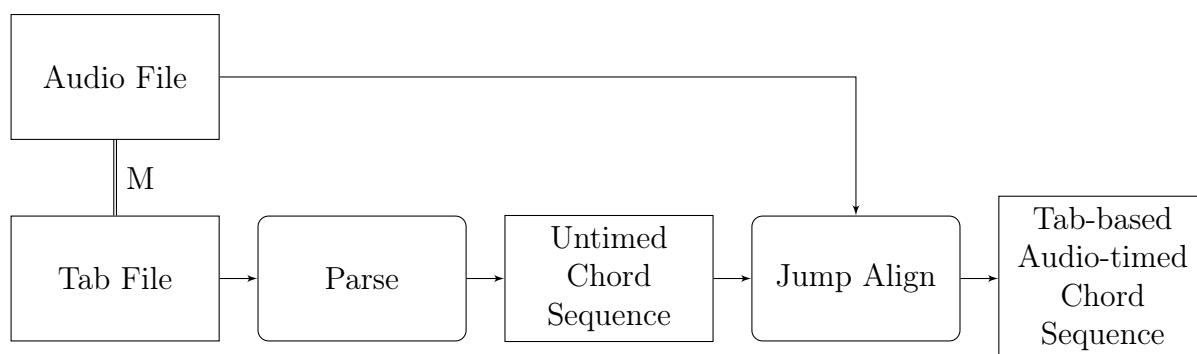 Audio File
M
Tab File
Parse
Untimed
Chord
Sequence
Jump Align
Tab-based
Audio-timed
Chord
Sequence